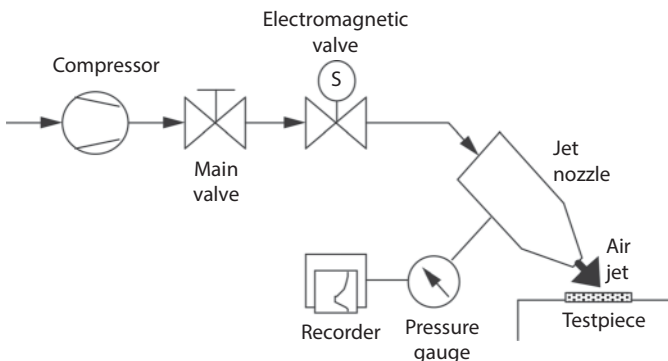 Electromagnetic
valve
Compressor
S
Main
valve
Jet
nozzle
Air
jet
Recorder
Pressure
gauge
Testpiece